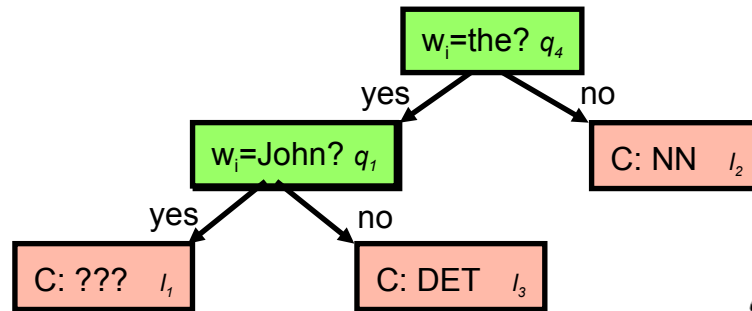 wᵢ=the? q₄
yes
no
wᵢ=John? q₁
C: NN l₂
yes
no
C: ??? l₁
C: DET l₃